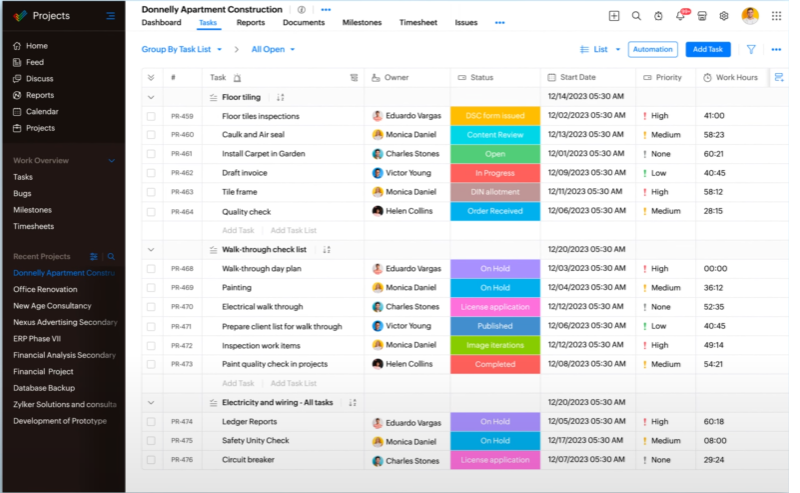 Projects
Home
Feed
Discuss
Reports
Calendar
Projects
Work Overview
Tasks
Bugs
Milestones
Timesheets
Recent Projects
Donnelly Apartment Constru
Office Renovation
New Age Consultancy
Nexus Advertising Secondary
ERP Phase VII
Financial Analysis Secondary
Financial Project
Database Backup
Zylker Solutions and consulta
Development of Prototype
Donnelly Apartment Construction
Dashboard Tasks Reports Documents Milestones Timesheet Issues
Group By Task List All Open List Automation Add Task
# Task Owner Status Start Date Priority Work Hours
Floor tiling 12/14/2023 05:30 AM
PR-459 Floor tiles inspections Eduardo Vargas DSC form issued 12/02/2023 05:30 AM High 41:00
PR-460 Caulk and Air seal Monica Daniel Content Review 12/13/2023 05:30 AM Medium 58:23
PR-461 Install Carpet in Garden Charles Stones Open 12/01/2023 05:30 AM None 60:21
PR-462 Draft invoice Victor Young In Progress 12/09/2023 05:30 AM Low 40:45
PR-463 Tile frame Monica Daniel DIN allotment 12/11/2023 05:30 AM High 58:12
PR-464 Quality check Helen Collins Order Received 12/06/2023 05:30 AM Medium 28:15
Add Task Add Task List
Walk-through check list 12/20/2023 05:30 AM
PR-468 Walk-through day plan Eduardo Vargas On Hold 12/03/2023 05:30 AM High 00:00
PR-469 Painting Monica Daniel On Hold 12/04/2023 05:30 AM Medium 36:12
PR-470 Electrical walk through Charles Stones License application 12/12/2023 05:30 AM None 52:35
PR-471 Prepare client list for walk through Victor Young Published 12/06/2023 05:30 AM Low 40:45
PR-472 Inspection work items Monica Daniel Image iterations 12/12/2023 05:30 AM High 49:14
PR-473 Paint quality check in projects Helen Collins Completed 12/08/2023 05:30 AM Medium 54:21
Add Task Add Task List
Electricity and wiring - All tasks 12/20/2023 05:30 AM
PR-474 Ledger Reports Eduardo Vargas On Hold 12/05/2023 05:30 AM High 60:18
PR-475 Safety Unity Check Monica Daniel On Hold 12/17/2023 05:30 AM Medium 08:00
PR-476 Circuit breaker Charles Stones License application 12/07/2023 05:30 AM None 29:24